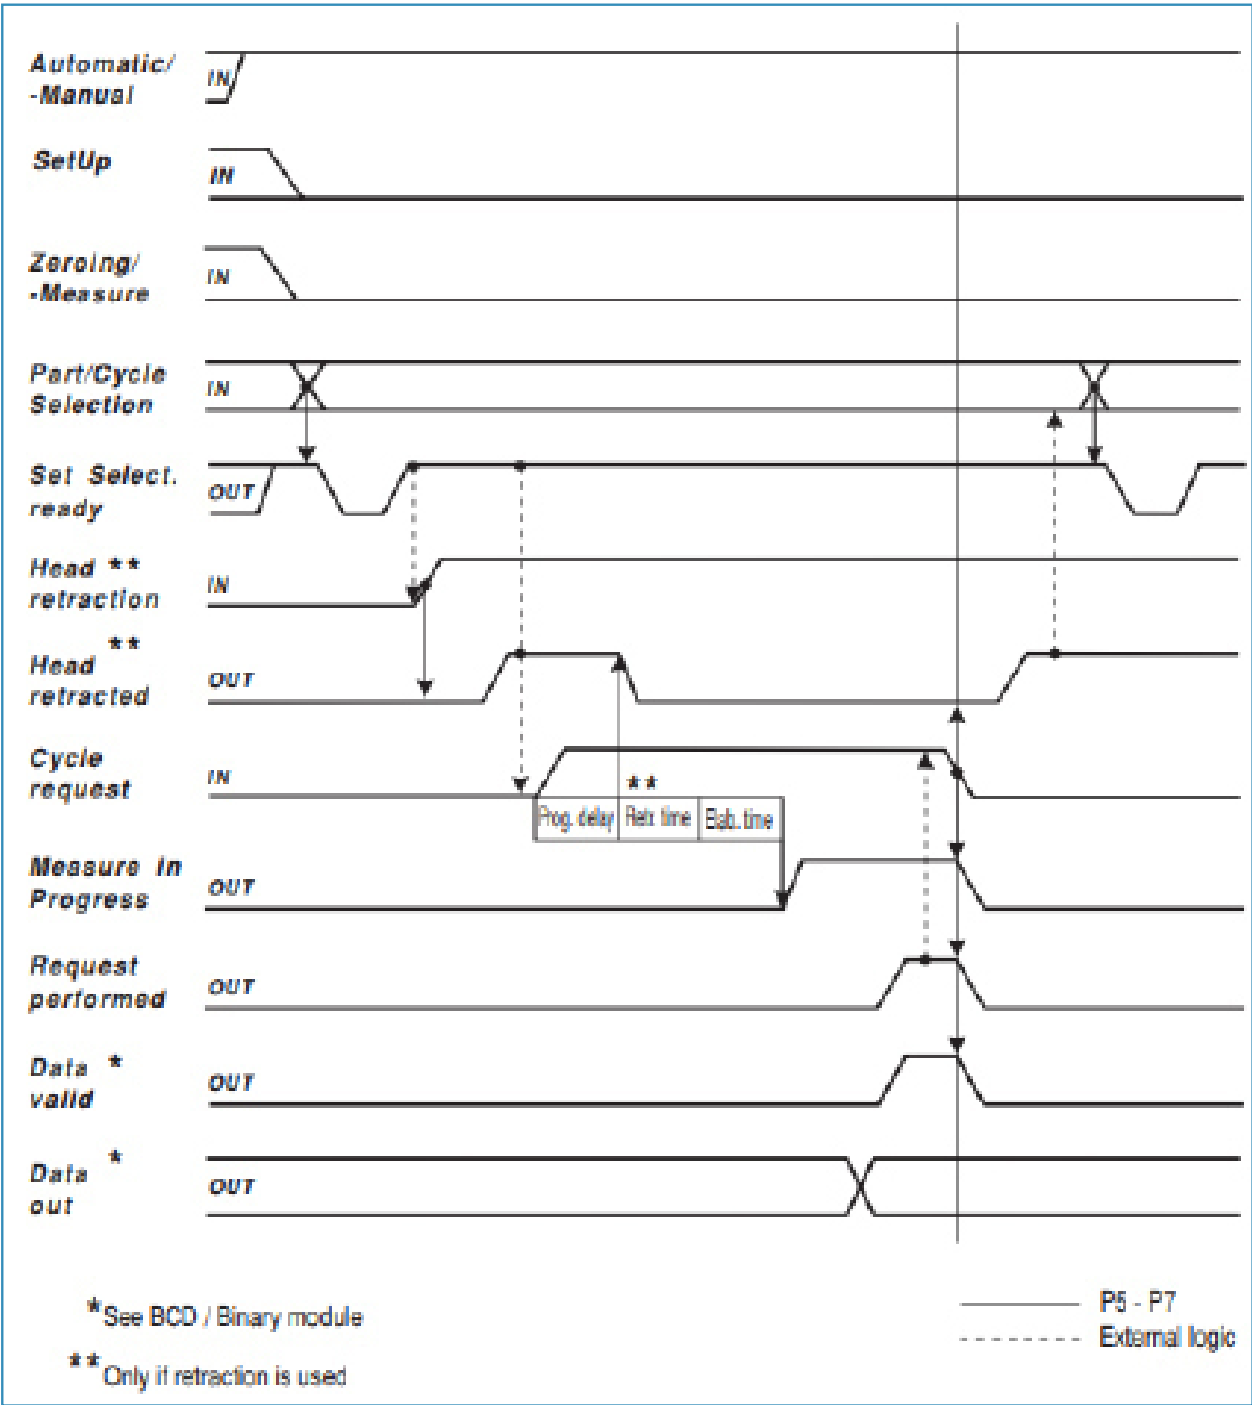 Automatic/
-Manual
IN
SetUp
IN
Zeroing/
-Measure
IN
Part/Cycle
Selection
IN
Set Select.
ready
OUT
Head **
retraction
IN
Head **
retracted
OUT
Cycle
request
IN
**
Prog. delay
Retr. time
Elab. time
Measure in
Progress
OUT
Request
performed
OUT
Data *
valid
OUT
Data *
out
OUT
*See BCD / Binary module
**Only if retraction is used
P5 - P7
External logic